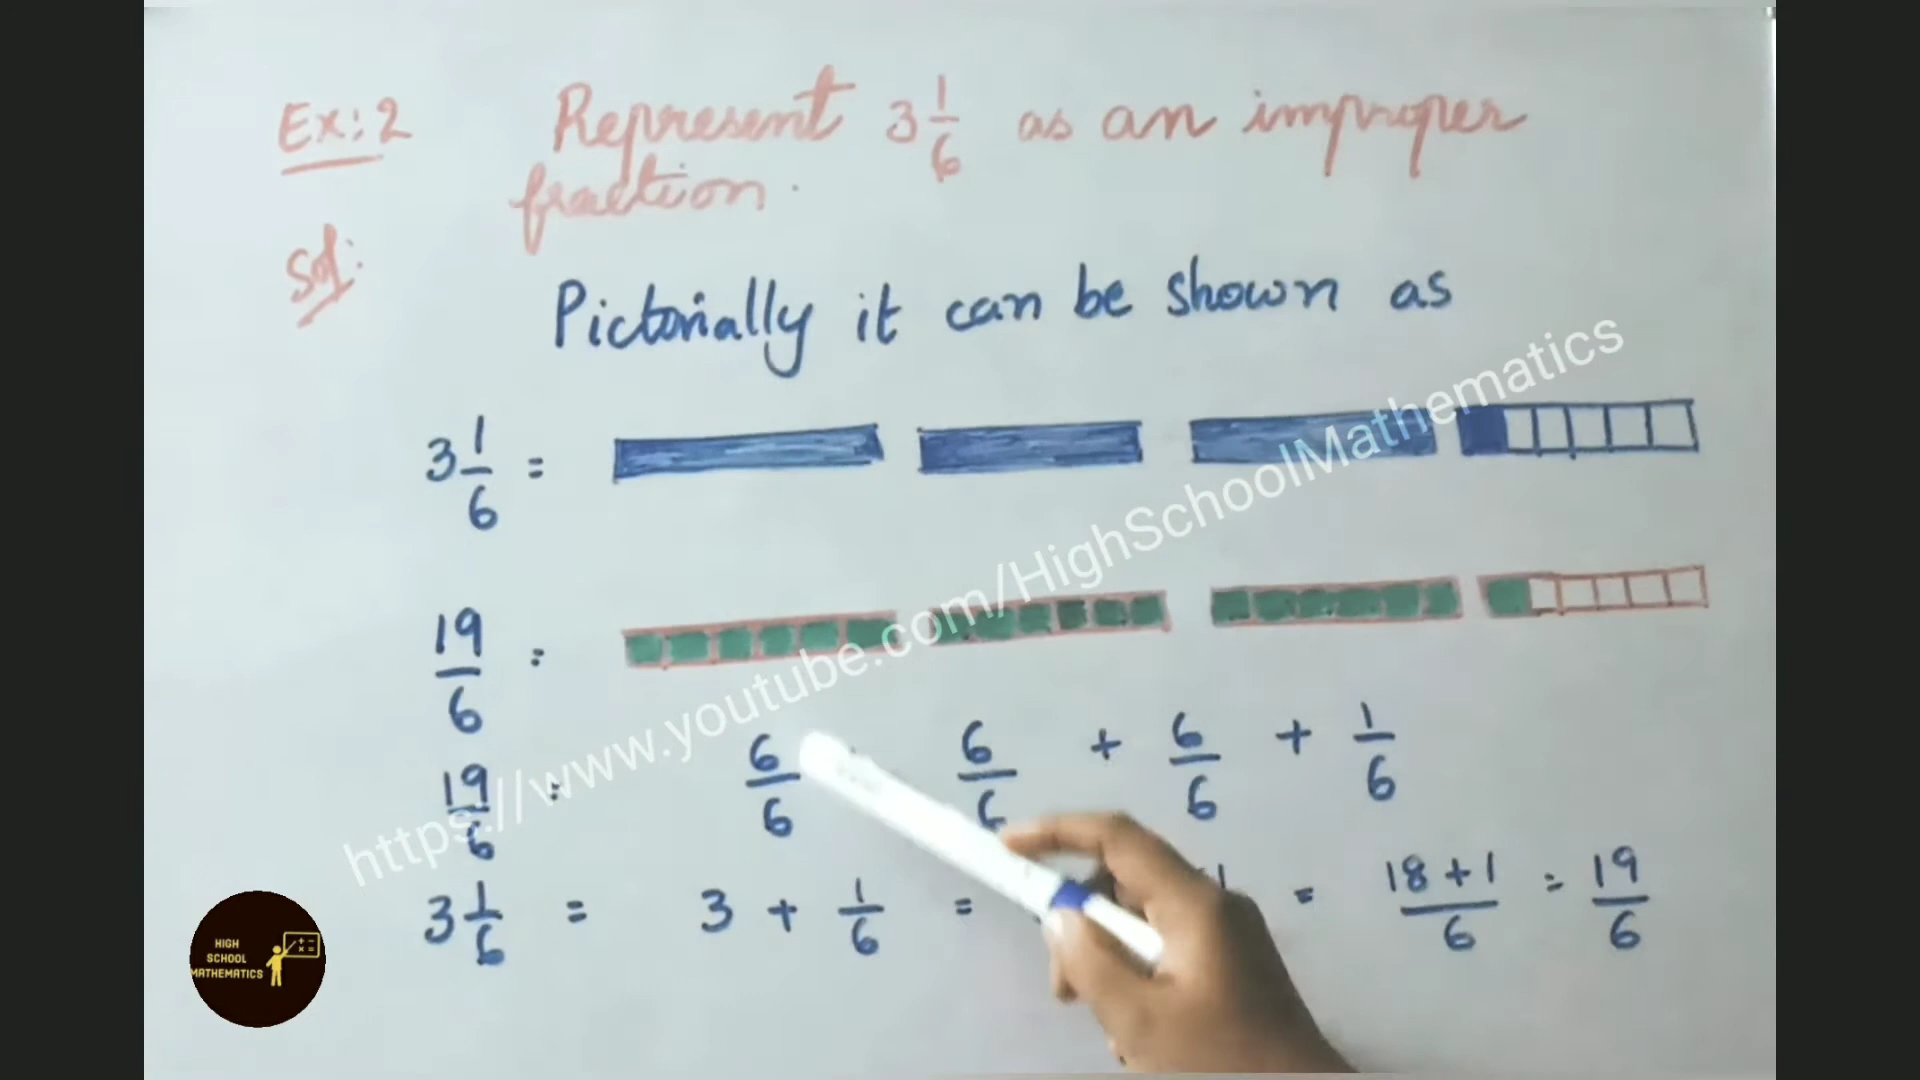 Ex: 2 Represent 3 1/6 as an improper
fraction.
Sol:
Pictorially it can be shown as
3 1/6 =
19/6 =
19/6 = 6/6 6/6 + 6/6 + 1/6
3 1/6 = 3 + 1/6 = = 18+1/6 = 19/6
https://www.youtube.com/HighSchoolMathematics
HIGH
SCHOOL
MATHEMATICS